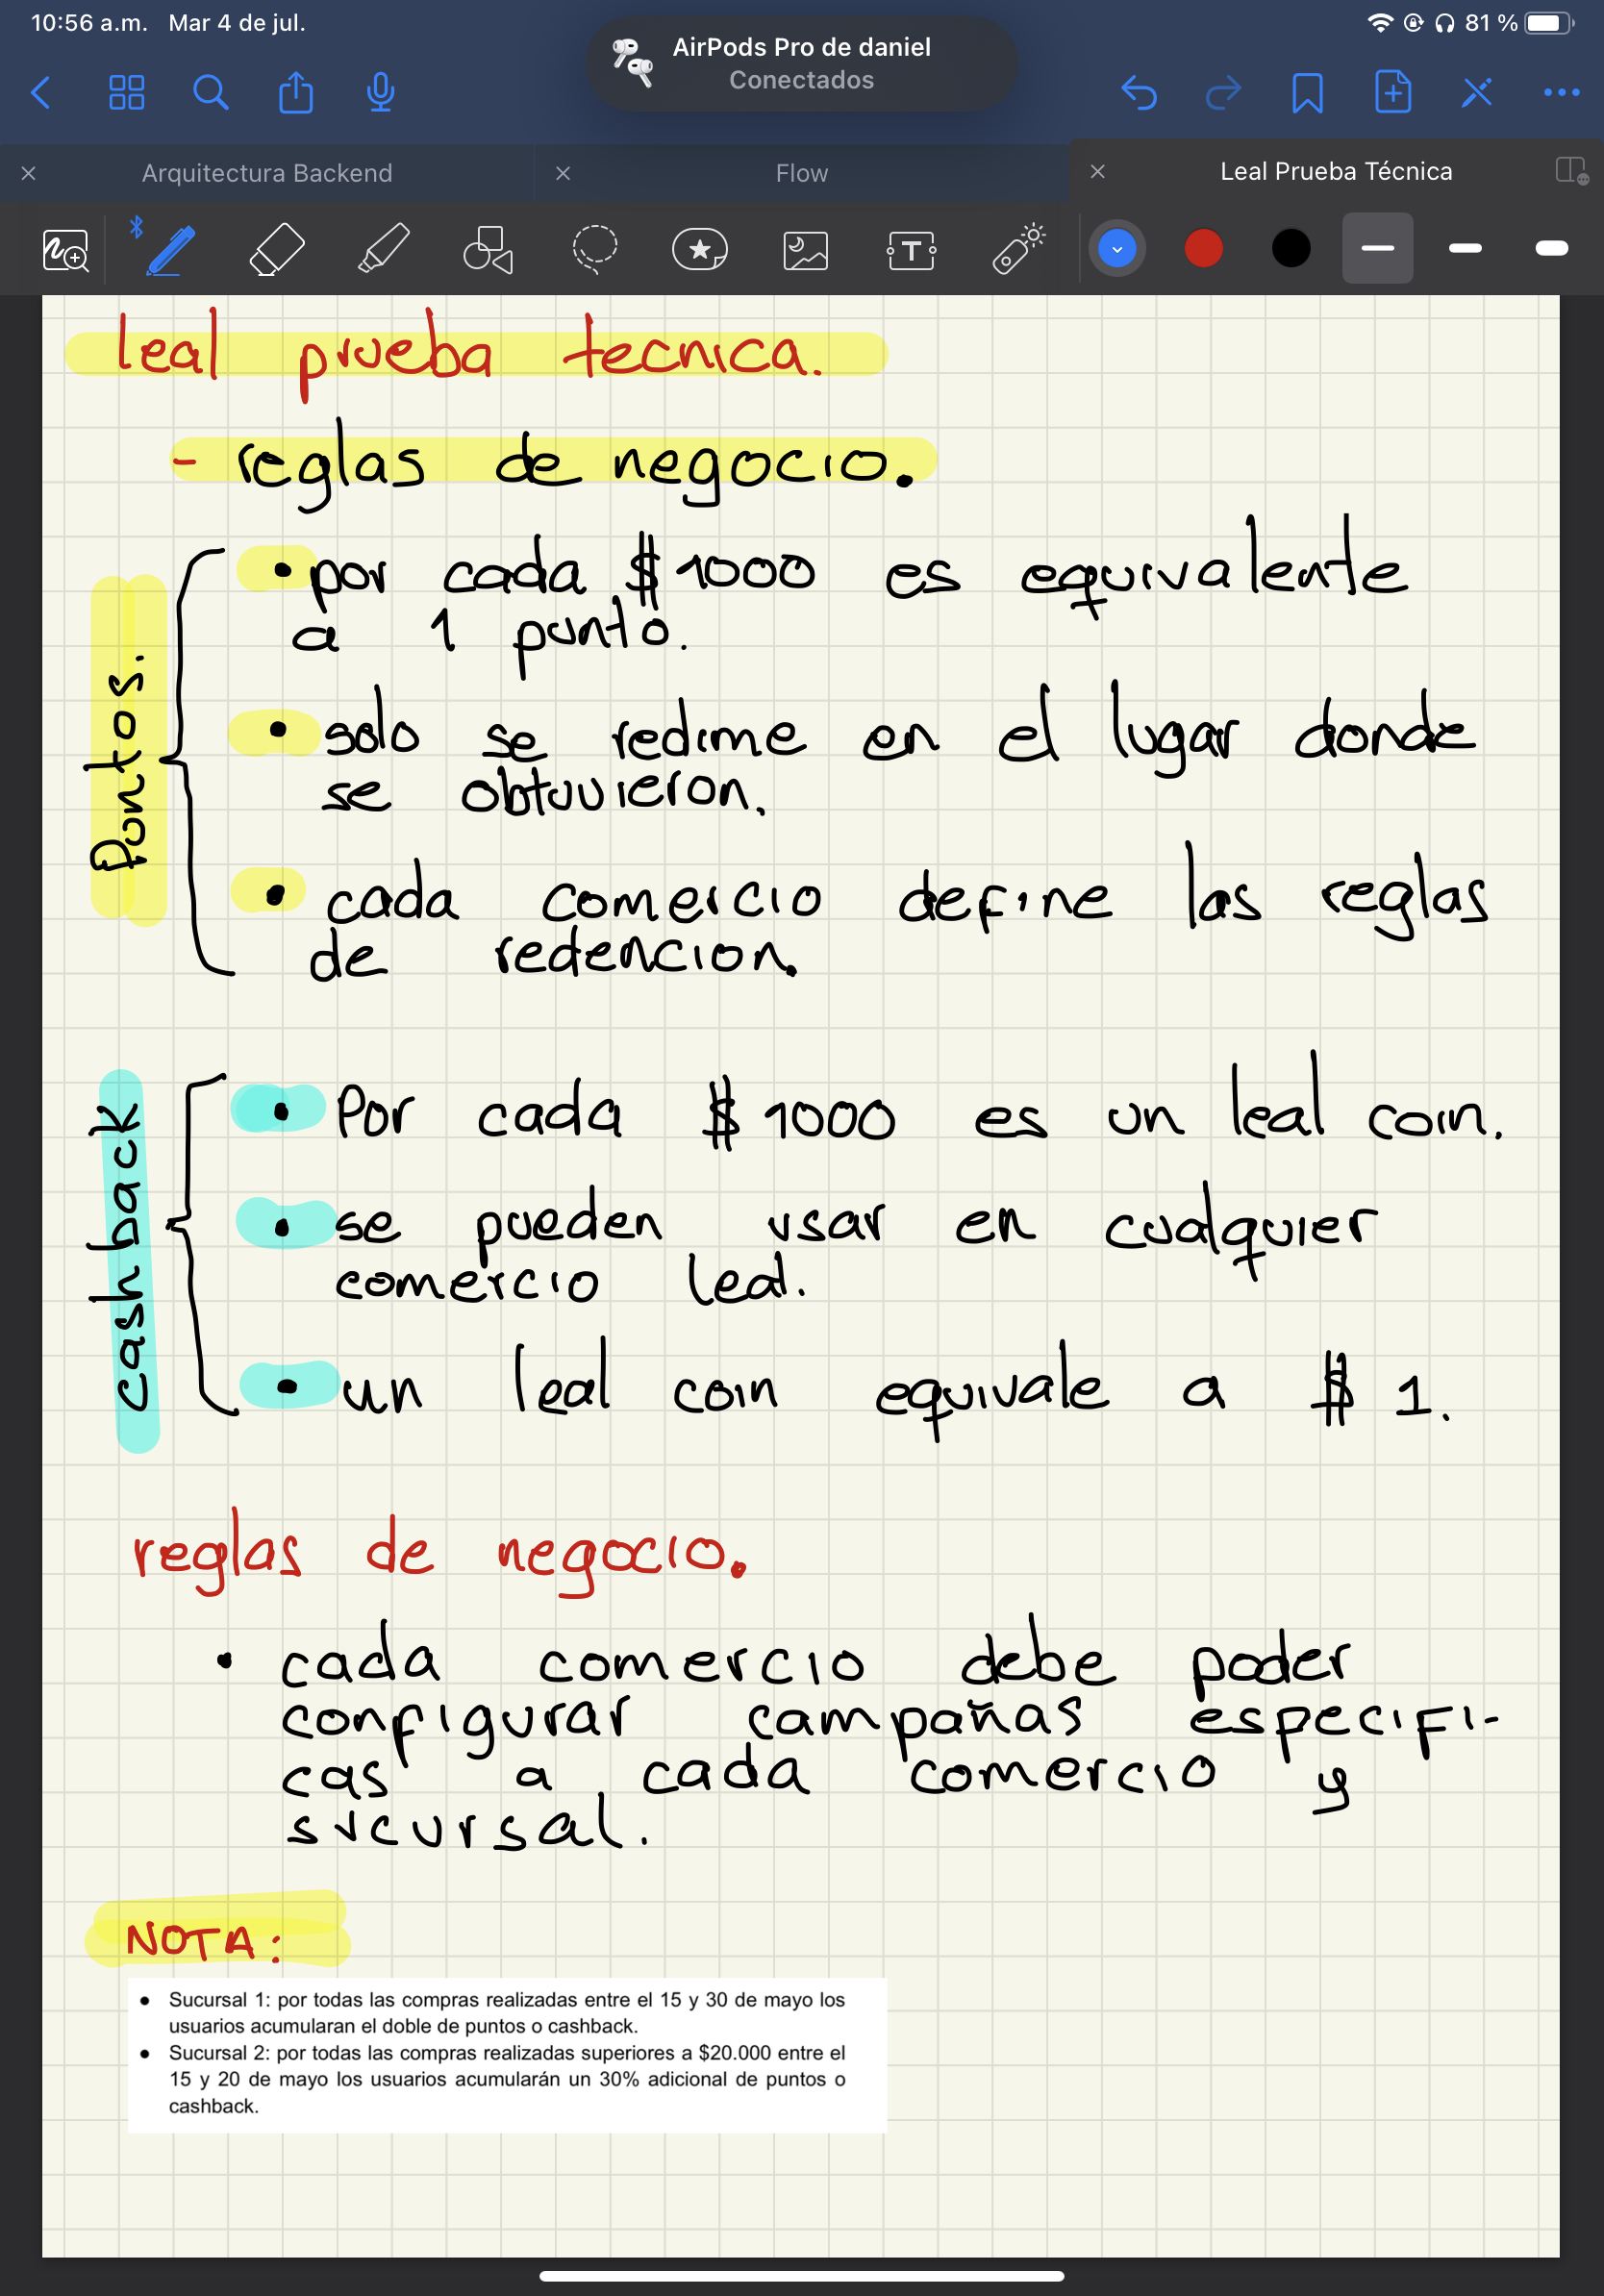 10:56 a.m. Mar 4 de jul.
81 %
AirPods Pro de daniel
Conectados
Arquitectura Backend
Flow
Leal Prueba Técnica
leal prueba tecnica.
- reglas de negocio.
Puntos.
• por cada $1000 es equivalente
a 1 punto.
• solo se redime en el lugar donde
se obtuvieron.
• cada comercio define las reglas
de redencion.
cashback
• Por cada $1000 es un leal coin.
• se pueden usar en cualquier
comercio leal.
• un leal coin equivale a $1.
reglas de negocio.
• cada comercio debe poder
configurar campañas especifi-
cas a cada comercio y
sucursal.
NOTA:
● Sucursal 1: por todas las compras realizadas entre el 15 y 30 de mayo los
usuarios acumularan el doble de puntos o cashback.
● Sucursal 2: por todas las compras realizadas superiores a $20.000 entre el
15 y 20 de mayo los usuarios acumularán un 30% adicional de puntos o
cashback.